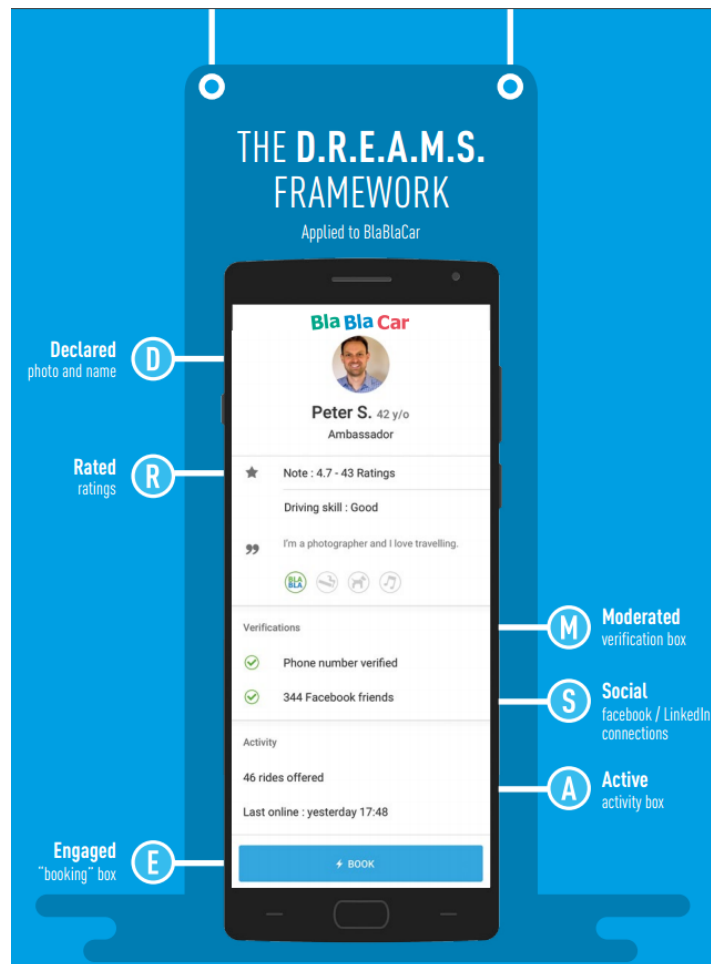 THE D.R.E.A.M.S.
FRAMEWORK
Applied to BlaBlaCar
Declared
photo and name
D
Rated
ratings
R
Engaged
"booking" box
E
Bla Bla Car
Peter S. 42 y/o
Ambassador
Note : 4.7 - 43 Ratings
Driving skill : Good
I'm a photographer and I love travelling.
BLA
BLA
Verifications
Phone number verified
344 Facebook friends
Activity
46 rides offered
Last online : yesterday 17:48
BOOK
M
Moderated
verification box
S
Social
facebook / LinkedIn
connections
A
Active
activity box